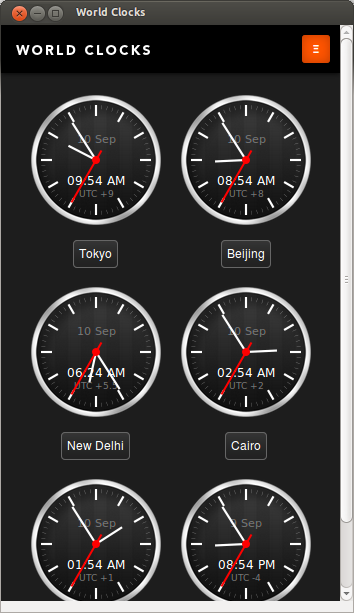 World Clocks
WORLD CLOCKS
10 Sep
09:54 AM
UTC +9
Tokyo
10 Sep
08:54 AM
UTC +8
Beijing
10 Sep
06:24 AM
UTC +5.5
New Delhi
10 Sep
02:54 AM
UTC +2
Cairo
10 Sep
01:54 AM
UTC +1
9 Sep
08:54 PM
UTC -4